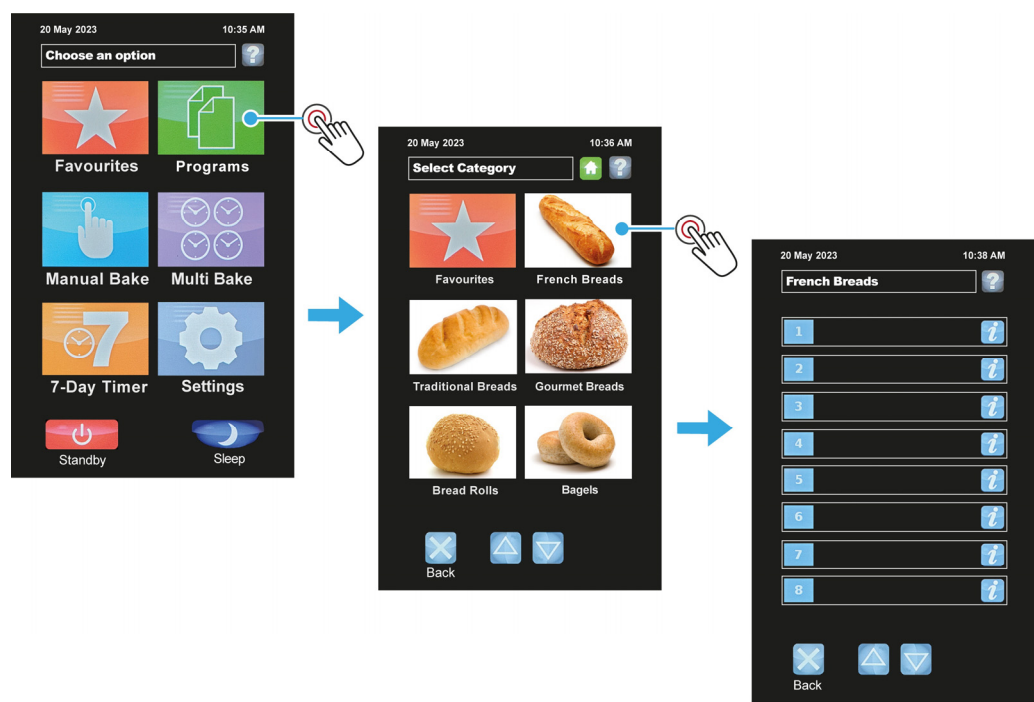 20 May 2023 10:35 AM
Choose an option ?
Favourites Programs
Manual Bake Multi Bake
7
7-Day Timer Settings
Standby Sleep
20 May 2023 10:36 AM
Select Category ?
Favourites French Breads
Traditional Breads Gourmet Breads
Bread Rolls Bagels
Back
20 May 2023 10:38 AM
French Breads ?
1 i
2 i
3 i
4 i
5 i
6 i
7 i
8 i
Back